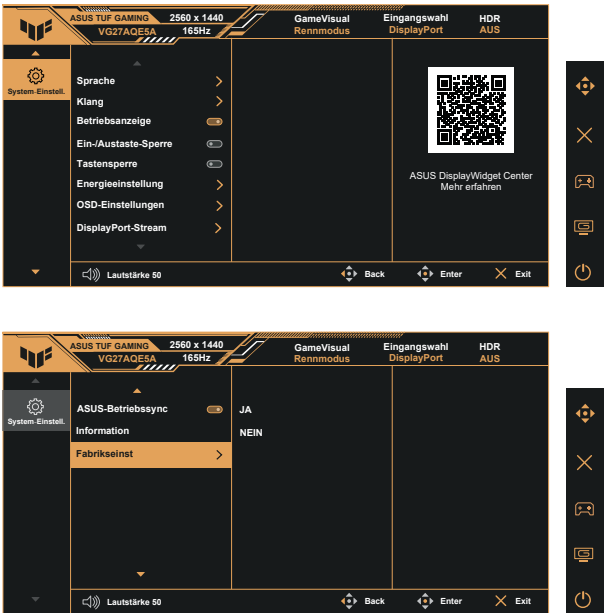 ASUS TUF GAMING
VG27AQE5A
2560 x 1440
165Hz
GameVisual
Rennmodus
Eingangswahl
DisplayPort
HDR
AUS
System-Einstell.
Sprache
Klang
Betriebsanzeige
Ein-/Austaste-Sperre
Tastensperre
Energieeinstellung
OSD-Einstellungen
DisplayPort-Stream
ASUS DisplayWidget Center
Mehr erfahren
Lautstärke 50
Back
Enter
Exit
ASUS TUF GAMING
VG27AQE5A
2560 x 1440
165Hz
GameVisual
Rennmodus
Eingangswahl
DisplayPort
HDR
AUS
System-Einstell.
ASUS-Betriebssync
Information
Fabrikseinst
JA
NEIN
Lautstärke 50
Back
Enter
Exit